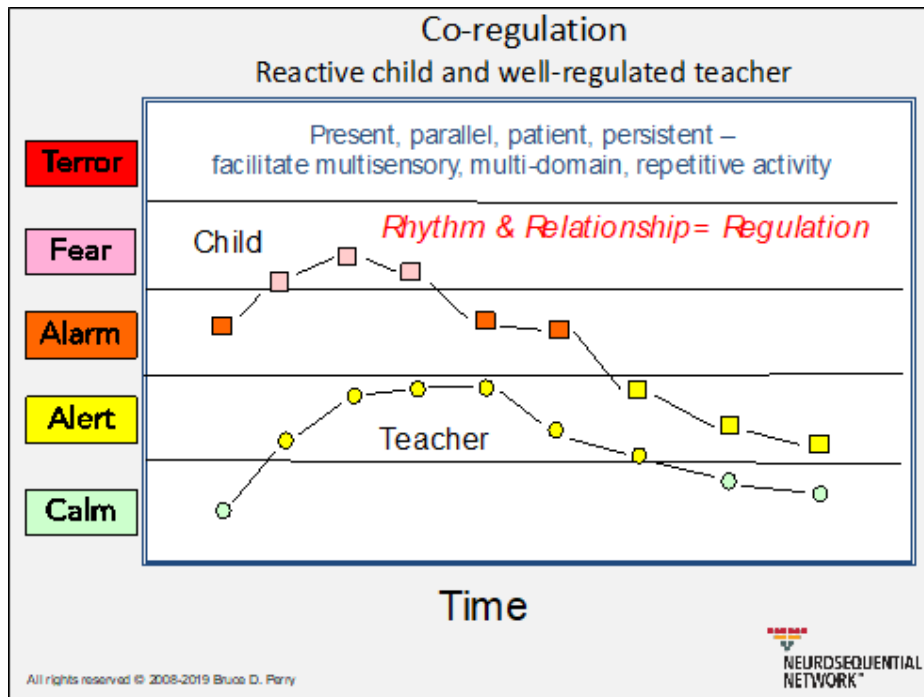 Co-regulation
Reactive child and well-regulated teacher
Present, parallel, patient, persistent –
facilitate multisensory, multi-domain, repetitive activity
Terror
Rhythm & Relationship = Regulation
Child
Fear
Alarm
Alert
Teacher
Calm
Time
All rights reserved © 2008-2019 Bruce D. Perry
NEUROSEQUENTIAL
NETWORK™